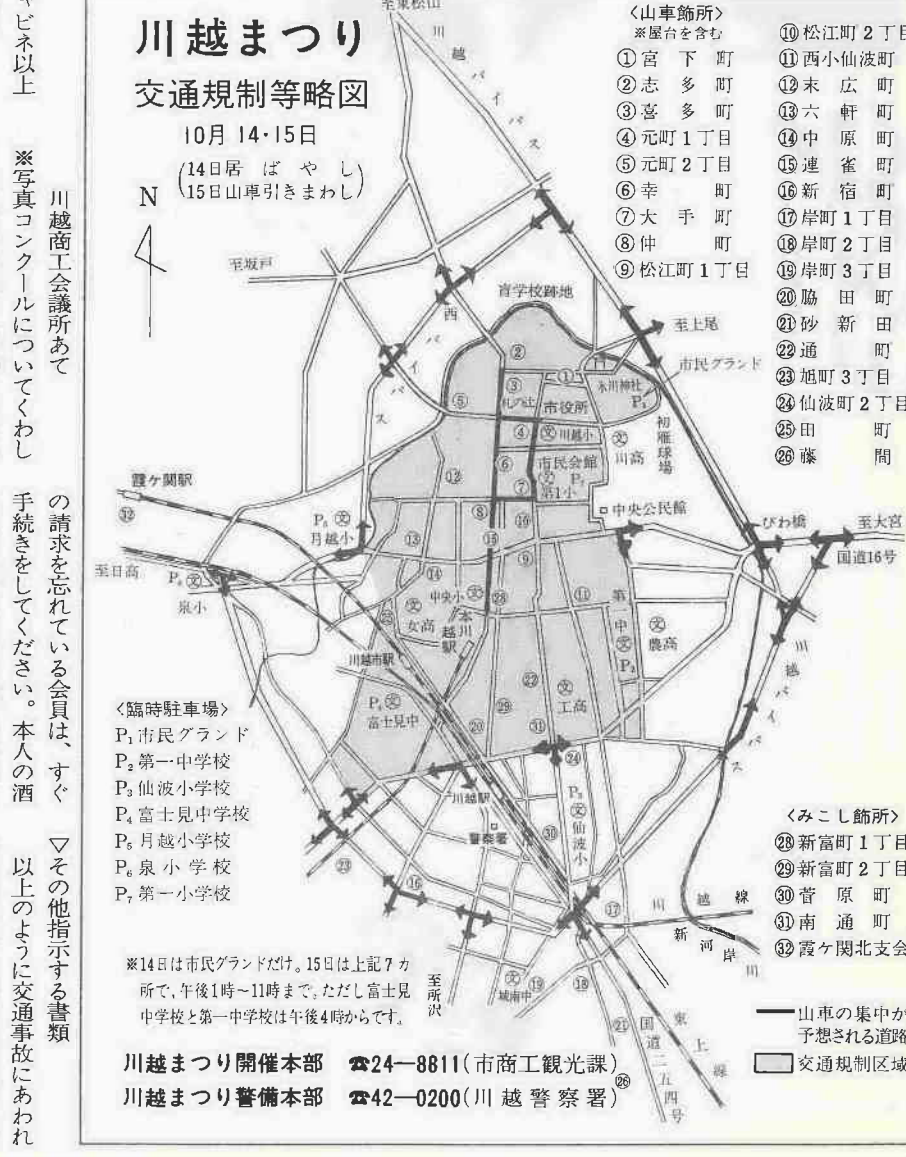 川越まつり
交通規制等略図
10月14・15日
(14日居ばやし
15日山車引きまわし)
N
<山車飾所>
※屋台を含む
①宮下町
②志多町
③喜多町
④元町1丁目
⑤元町2丁目
⑥幸町
⑦大手町
⑧仲町
⑨松江町1丁目
⑩松江町2丁目
⑪西小仙波町
⑫末広町
⑬六軒町
⑭中原町
⑮連雀町
⑯新宿町
⑰岸町1丁目
⑱岸町2丁目
⑲岸町3丁目
⑳脇田町
㉑砂新田
㉒通町
㉓旭町3丁目
㉔仙波町2丁目
㉕田町
㉖藤間
至東松山
川越バイパス
至坂戸
西
バイパス
盲学校跡地
至上尾
市民グランド
氷川神社
P₁
札の辻
市役所
川越小
市民会館
第1小
川高
初雁球場
中央公民館
びわ橋
至大宮
国道16号
霞ケ関駅
㉜
至日高
P₆ 文
泉小
P₅ 文
月越小
中央小
女高
本川越駅
川越市駅
P₄ 文
富士見中
第一中
P₂
農高
工高
川越バイパス
川越駅
警察署
P₃
仙波小
川越線
新河岸川
城南中
至所沢
国道二五四号
東上線
<臨時駐車場>
P₁市民グランド
P₂第一中学校
P₃仙波小学校
P₄富士見中学校
P₅月越小学校
P₆泉小学校
P₇第一小学校
<みこし飾所>
㉘新富町1丁目
㉙新富町2丁目
㉚菅原町
㉛南通町
㉜霞ケ関北支会
山車の集中が
予想される道路
交通規制区域
※14日は市民グランドだけ。15日は上記7カ
所で,午後1時~11時まで。ただし富士見
中学校と第一中学校は午後4時からです。
川越まつり開催本部 ☎24—8811(市商工観光課)
川越まつり警備本部 ☎42—0200(川越警察署)
川越商工会議所あて
の請求を忘れている会員は、すぐ
▽その他指示する書類
ビネ以上
※写真コンクールについてくわし
手続きをしてください。本人の酒
以上のように交通事故にあわれ